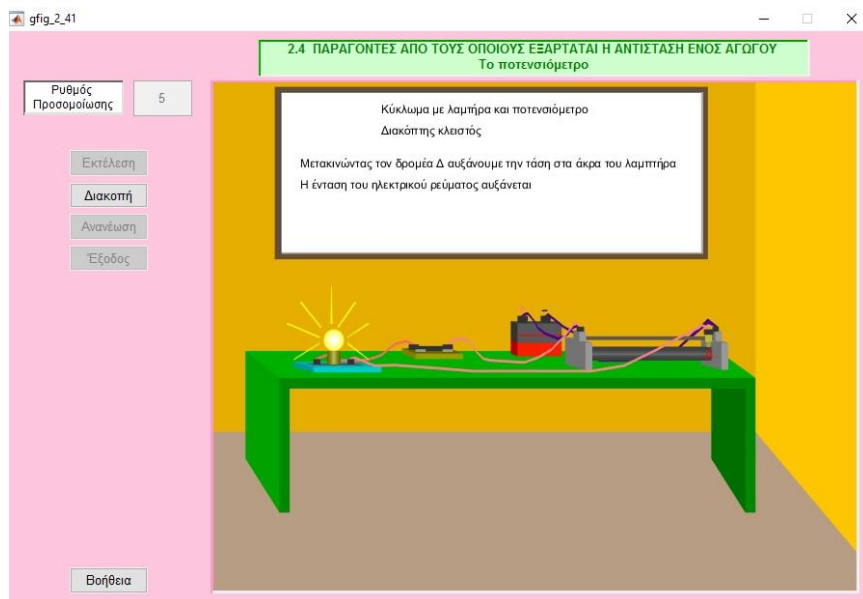 gfig_2_41
2.4 ΠΑΡΑΓΟΝΤΕΣ ΑΠΟ ΤΟΥΣ ΟΠΟΙΟΥΣ ΕΞΑΡΤΑΤΑΙ Η ΑΝΤΙΣΤΑΣΗ ΕΝΟΣ ΑΓΩΓΟΥ
Το ποτενσιόμετρο
Ρυθμός
Προσομοίωσης
5
Εκτέλεση
Διακοπή
Ανανέωση
Έξοδος
Κύκλωμα με λαμτήρα και ποτενσιόμετρο
Διακόπτης κλειστός
Μετακινώντας τον δρομέα Δ αυξάνουμε την τάση στα άκρα του λαμπτήρα
Η ένταση του ηλεκτρικού ρεύματος αυξάνεται
Βοήθεια